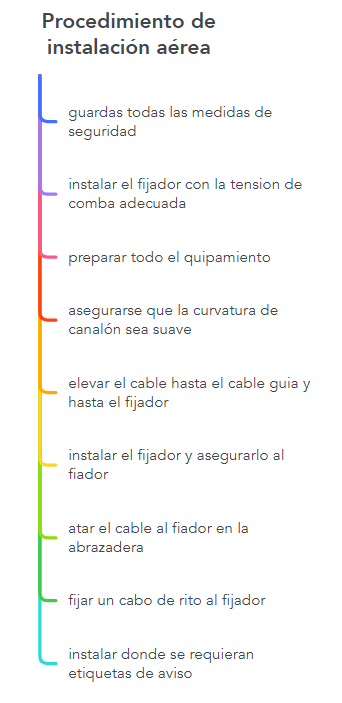 Procedimiento de
instalación aérea
guardas todas las medidas de
seguridad
instalar el fijador con la tension de
comba adecuada
preparar todo el quipamiento
asegurarse que la curvatura de
canalón sea suave
elevar el cable hasta el cable guia y
hasta el fijador
instalar el fijador y asegurarlo al
fiador
atar el cable al fiador en la
abrazadera
fijar un cabo de rito al fijador
instalar donde se requieran
etiquetas de aviso